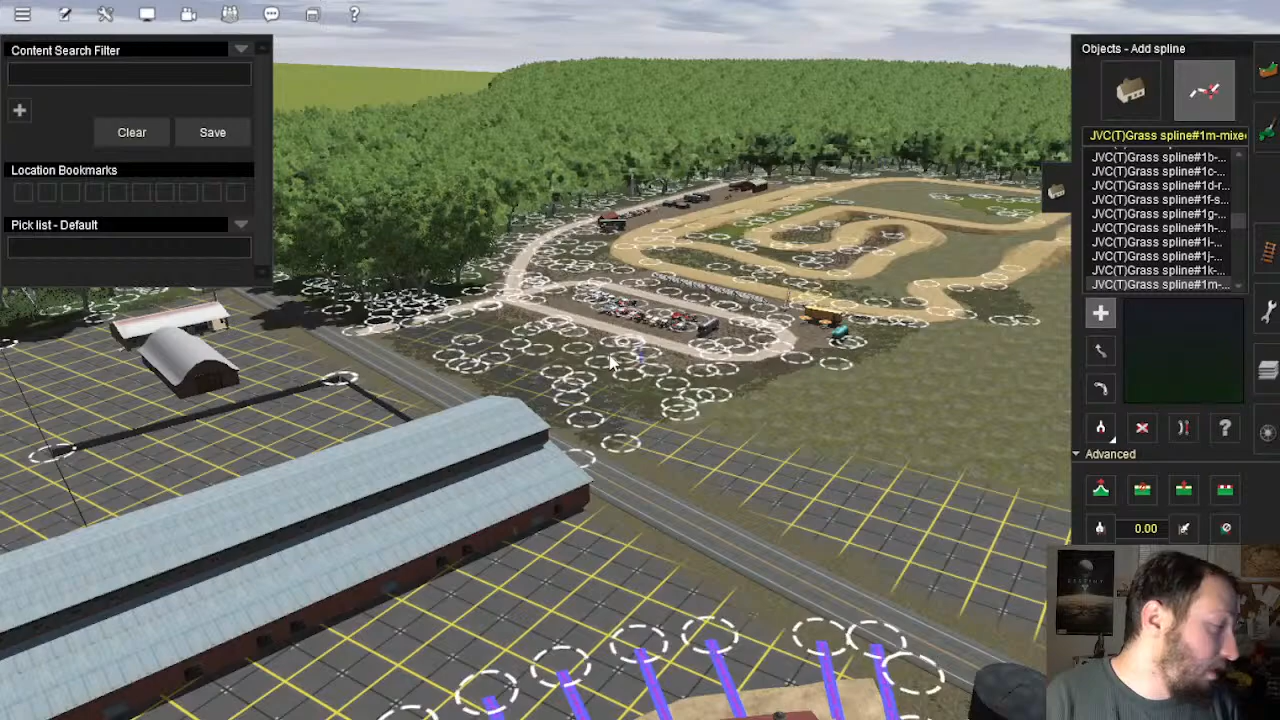 Content Search Filter
Clear
Save
Location Bookmarks
Pick list - Default
Objects - Add spline
JVC(T)Grass spline#1m-mixe
JVC(T)Grass spline#1b-...
JVC(T)Grass spline#1c-...
JVC(T)Grass spline#1d-r...
JVC(T)Grass spline#1f-s...
JVC(T)Grass spline#1g-...
JVC(T)Grass spline#1h-...
JVC(T)Grass spline#1i-...
JVC(T)Grass spline#1j-...
JVC(T)Grass spline#1k-...
JVC(T)Grass spline#1m-...
?
?
Advanced
0.00
DESTINY